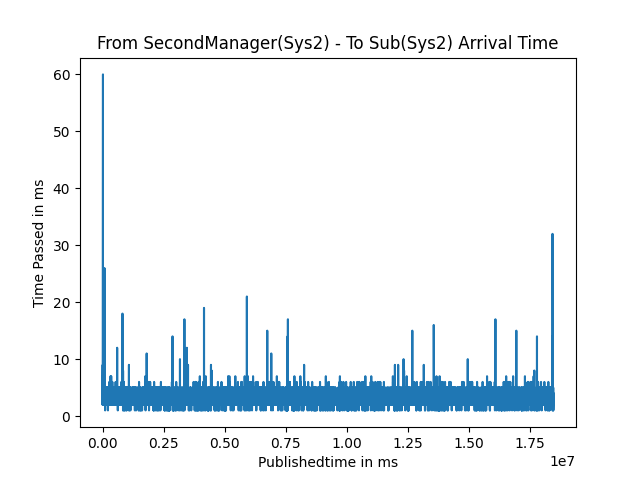 From SecondManager(Sys2) - To Sub(Sys2) Arrival Time
60
50
40
30
20
10
0
Time Passed in ms
0.00 0.25 0.50 0.75 1.00 1.25 1.50 1.75
1e7
Publishedtime in ms